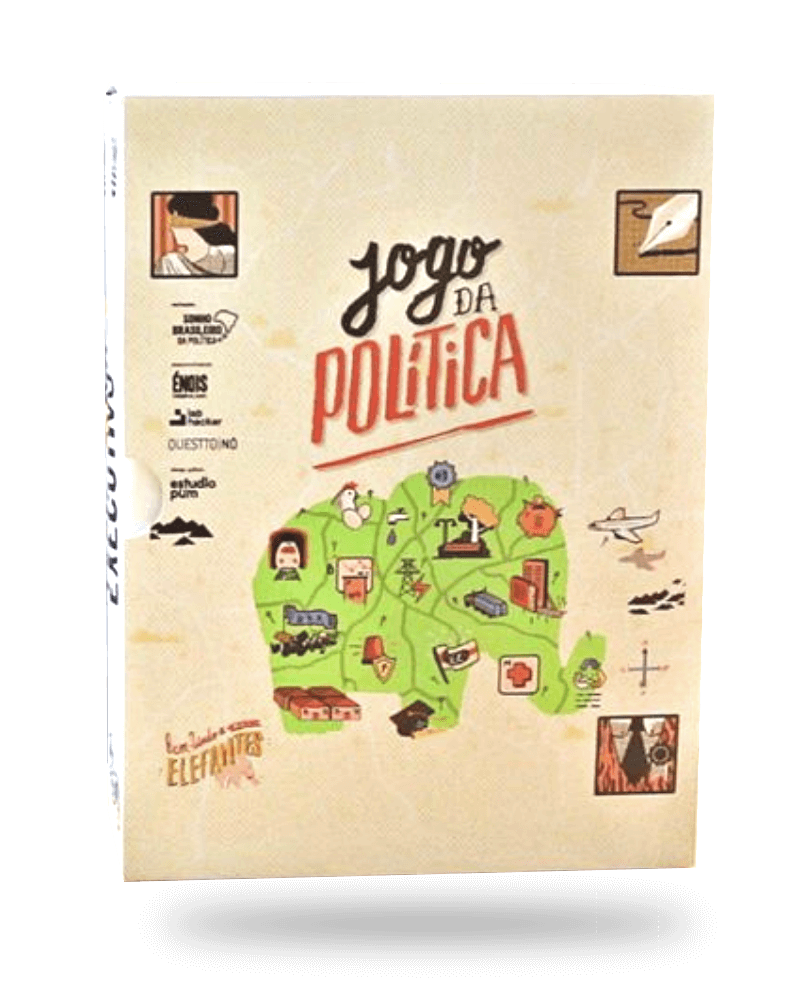 Jogo
DA
POLÍTICA
SONHO
BRASILEIRO
DA POLÍTICA
ÉNOIS
lab
hacker
QUESTTO|NÓ
estudio
pum
EXECUTIVO
ELEFANTES